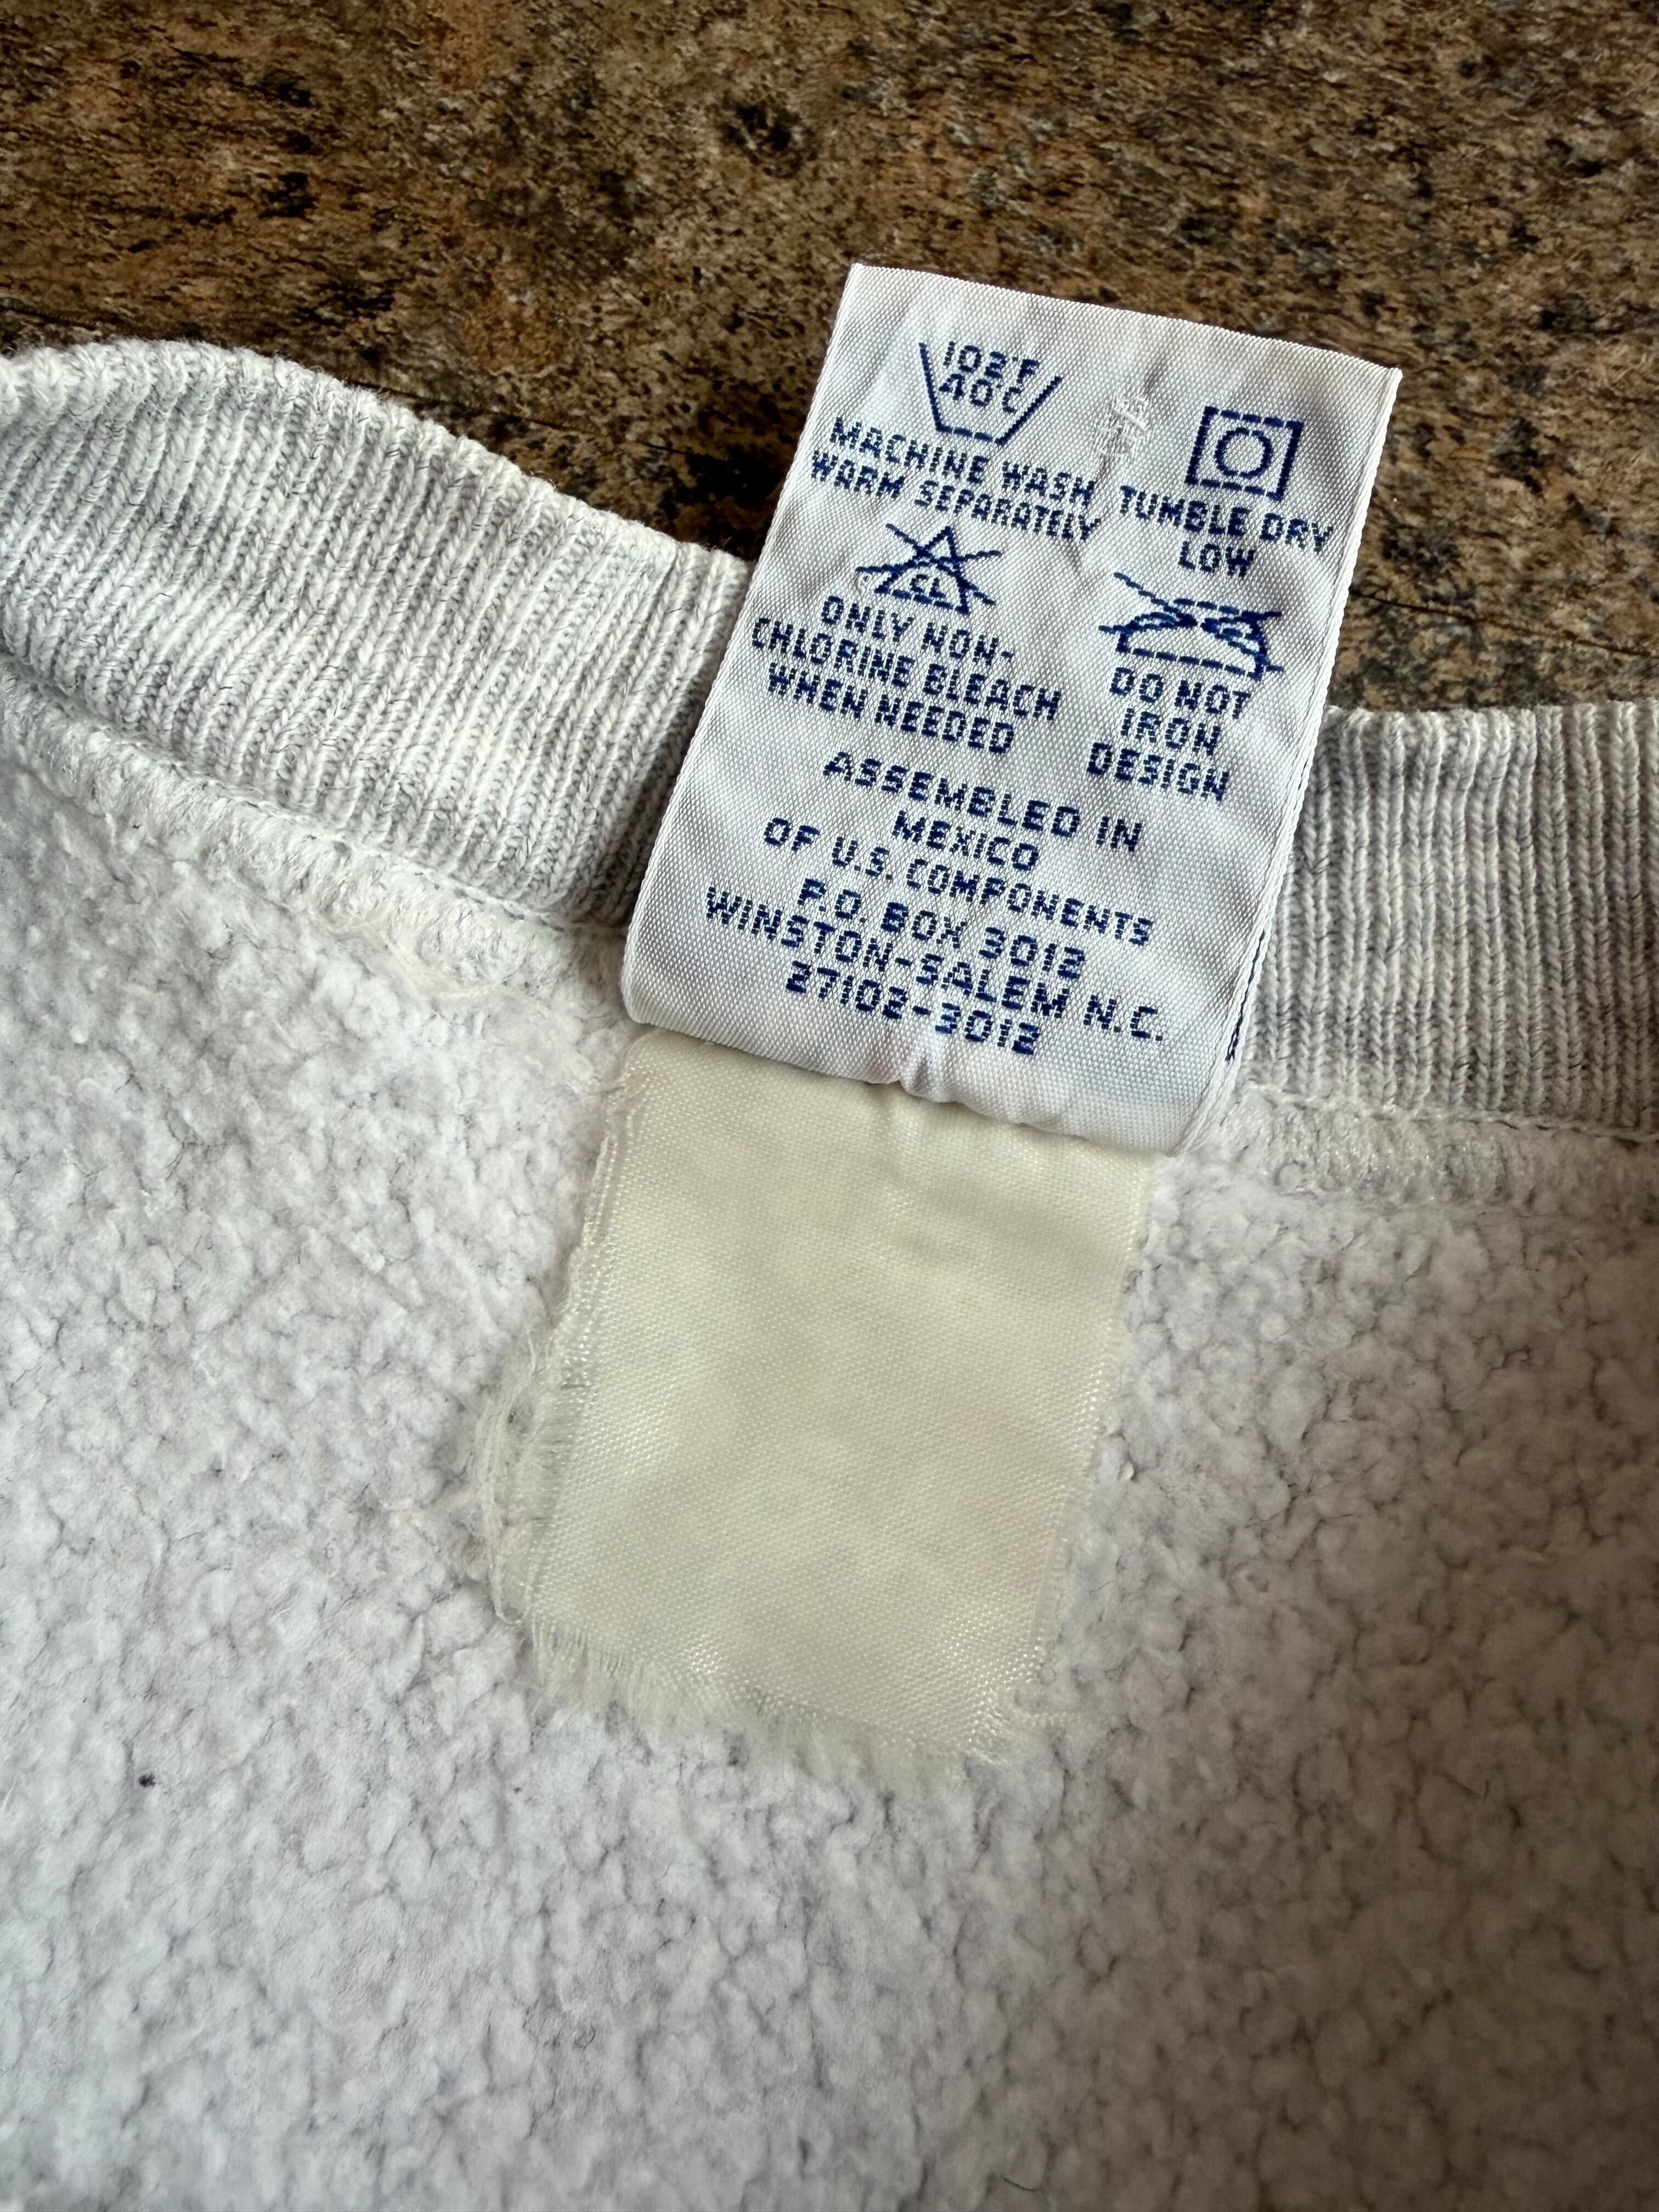 102°F
40°C
MACHINE WASH
WARM SEPARATELY
TUMBLE DRY
LOW
CL
ONLY NON-
CHLORINE BLEACH
WHEN NEEDED
DO NOT
IRON
DESIGN
ASSEMBLED IN
MEXICO
OF U.S. COMPONENTS
P.O. BOX 3012
WINSTON-SALEM N.C.
27102-3012